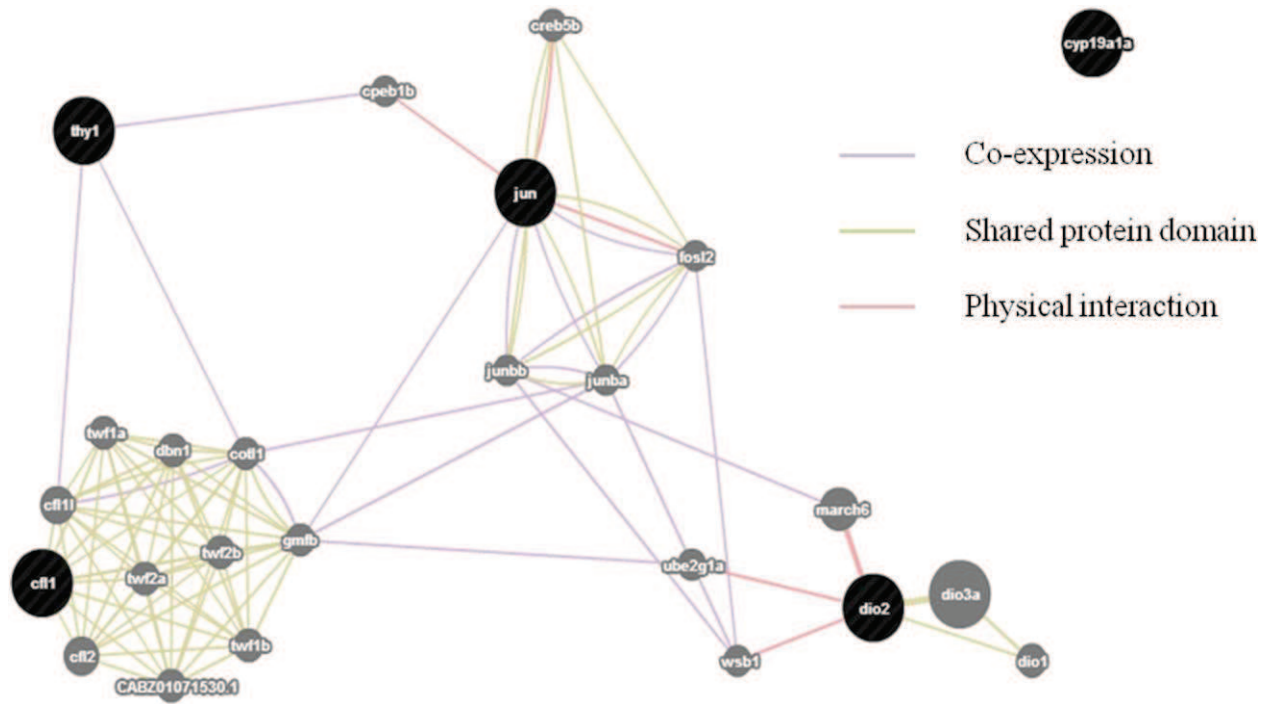 creb5b
cyp19a1a
cpeb1b
thy1
Co-expression
jun
Shared protein domain
fosl2
Physical interaction
junbb
junba
twf1a
dbn1
cotl1
cfl1l
march6
gmfb
twf2b
ube2g1a
cfl1
twf2a
dio3a
dio2
twf1b
cfl2
wsb1
dio1
CABZ01071530.1